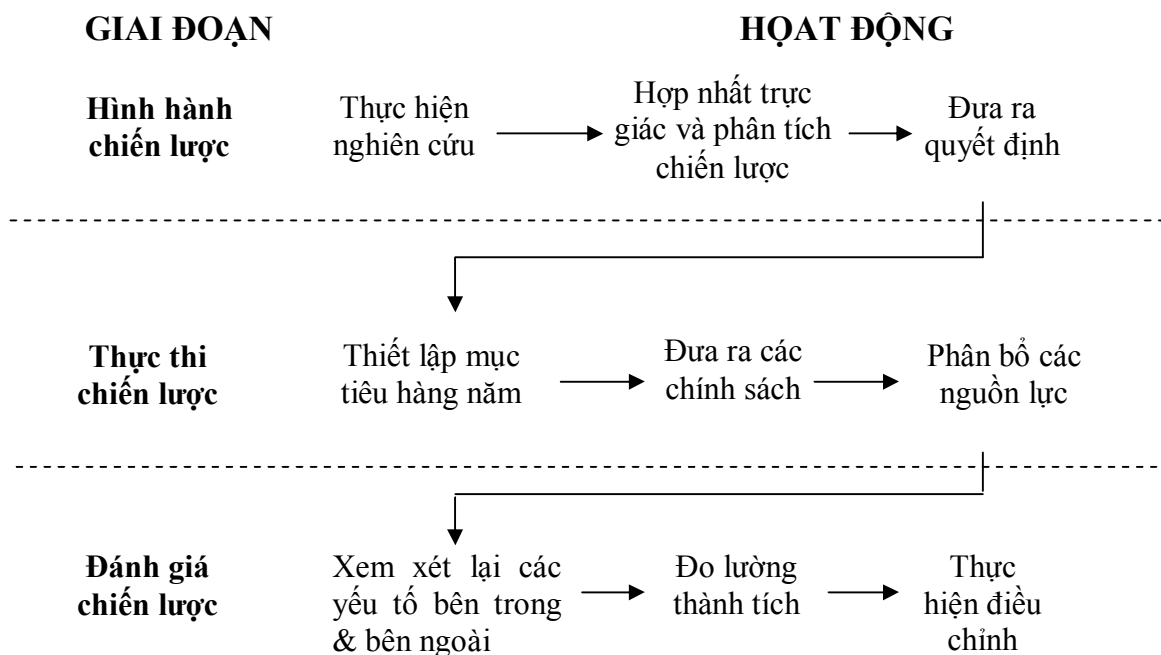 GIAI ĐOẠN
HỌAT ĐỘNG
Hình hành
chiến lược
Thực hiện
nghiên cứu
Hợp nhất trực
giác và phân tích
chiến lược
Đưa ra
quyết định
Thực thi
chiến lược
Thiết lập mục
tiêu hàng năm
Đưa ra các
chính sách
Phân bổ các
nguồn lực
Đánh giá
chiến lược
Xem xét lại các
yếu tố bên trong
& bên ngoài
Đo lường
thành tích
Thực
hiện điều
chỉnh